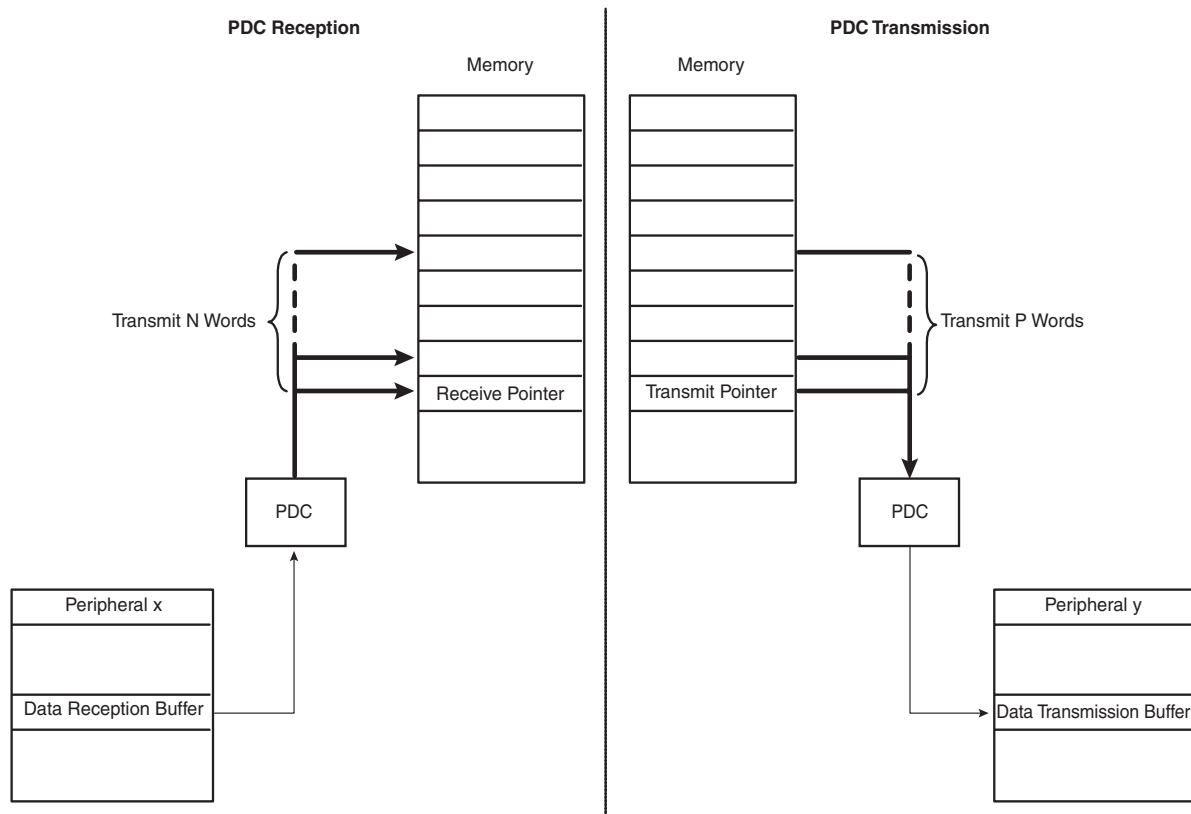 PDC Reception
Memory
Transmit N Words
Receive Pointer
PDC
Peripheral x
Data Reception Buffer
PDC Transmission
Memory
Transmit P Words
Transmit Pointer
PDC
Peripheral y
Data Transmission Buffer